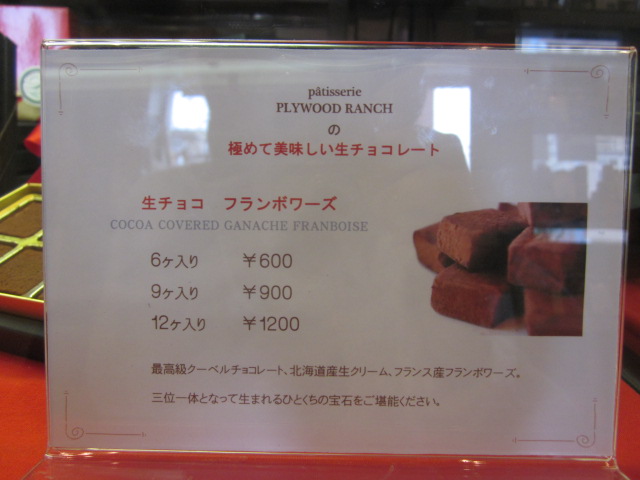 pâtisserie
PLYWOOD RANCH
の
極めて美味しい生チョコレート
生チョコ フランボワーズ
COCOA COVERED GANACHE FRANBOISE
6ヶ入り ¥600
9ヶ入り ¥900
12ヶ入り ¥1200
最高級クーベルチョコレート、北海道産生クリーム、フランス産フランボワーズ。
三位一体となって生まれるひとくちの宝石をご堪能ください。